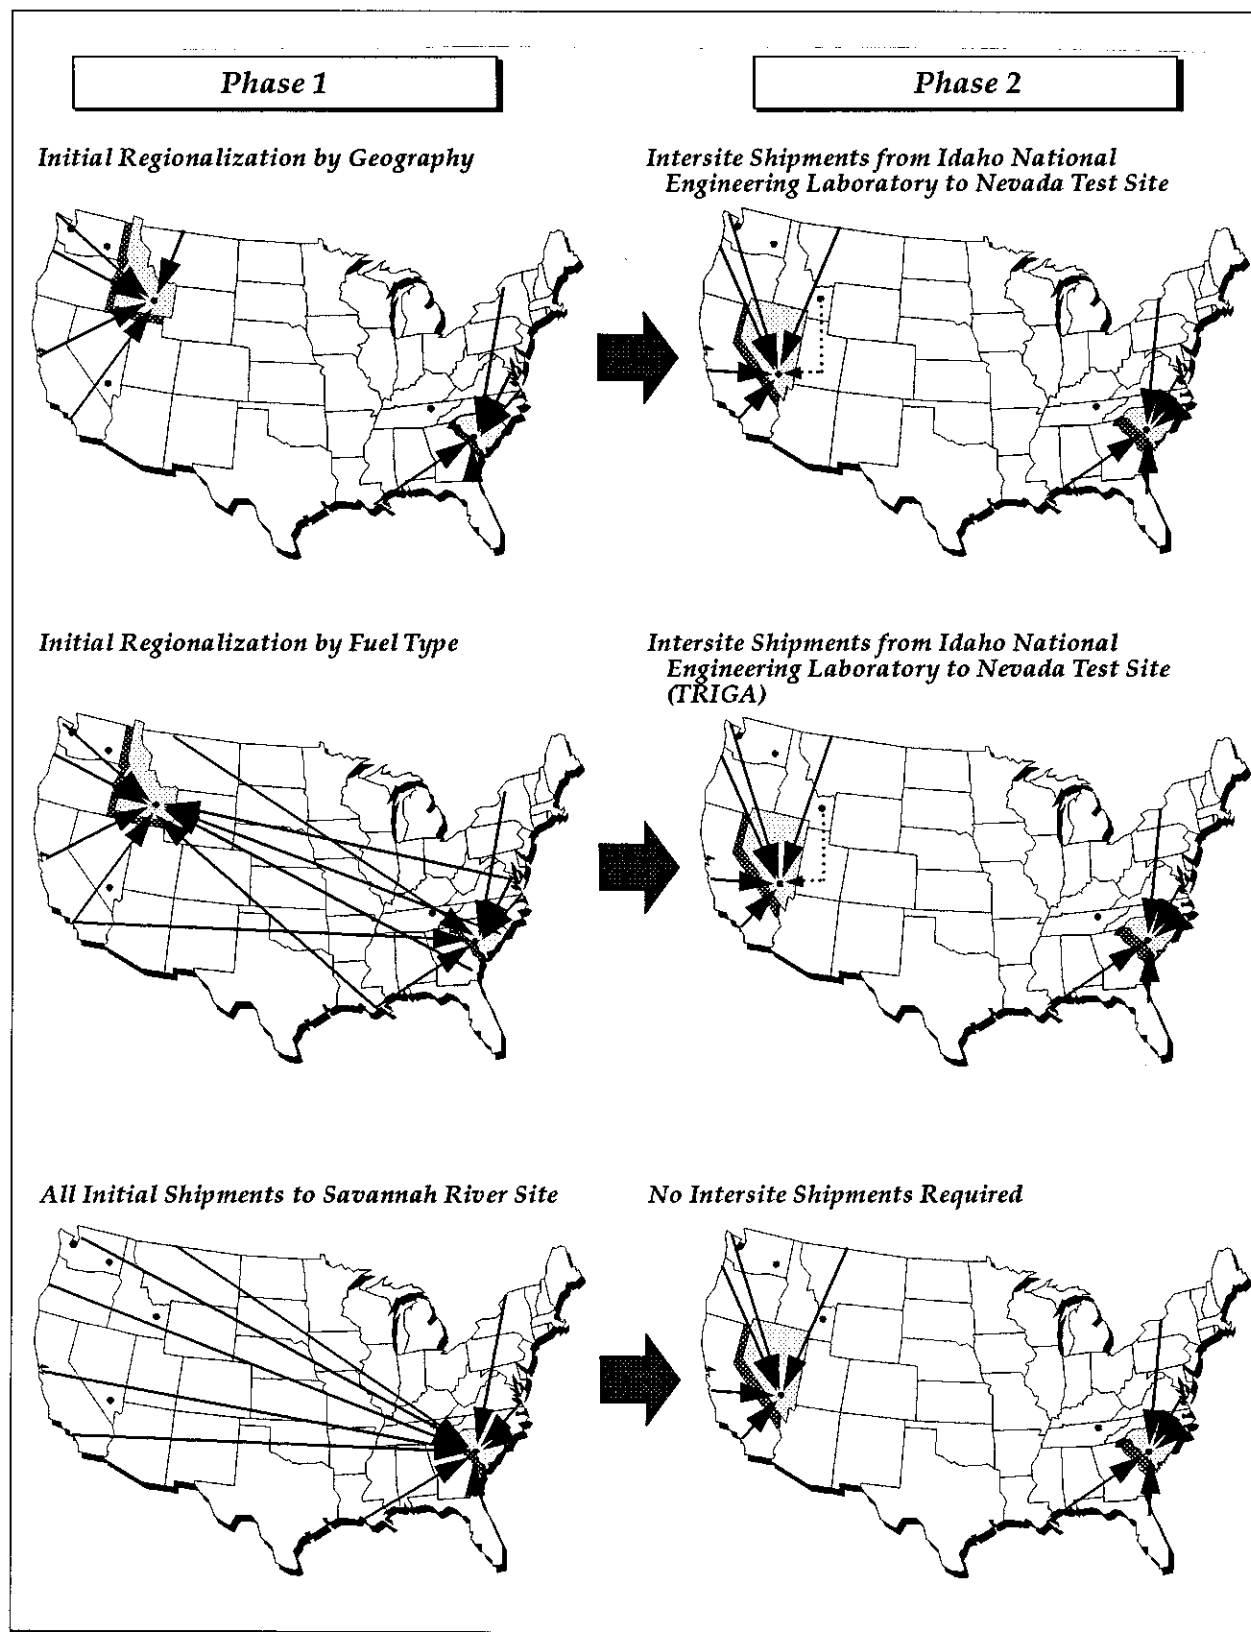 Phase 1
Phase 2
Initial Regionalization by Geography
Intersite Shipments from Idaho National
Engineering Laboratory to Nevada Test Site
Initial Regionalization by Fuel Type
Intersite Shipments from Idaho National
Engineering Laboratory to Nevada Test Site
(TRIGA)
All Initial Shipments to Savannah River Site
No Intersite Shipments Required